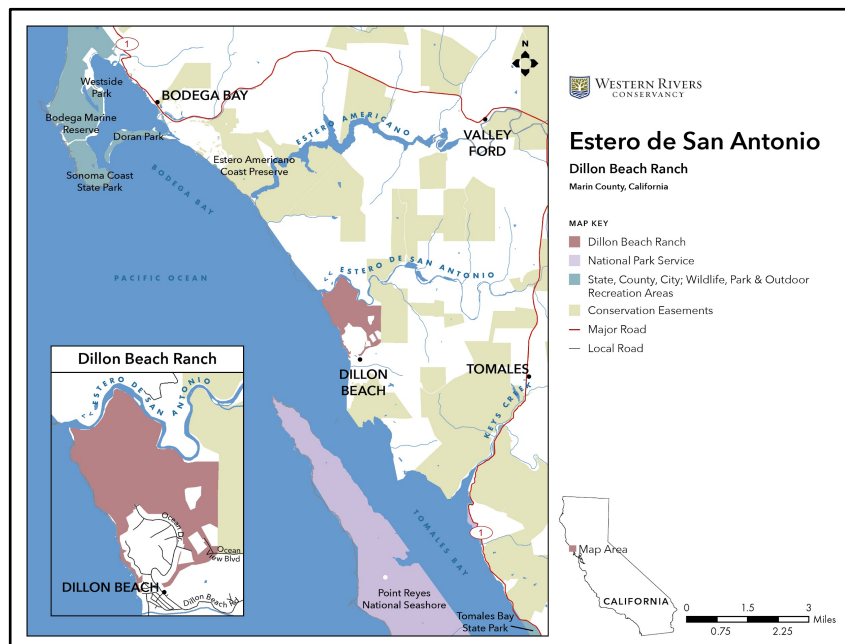 1
N
Westside
Park
BODEGA BAY
Bodega Marine
Reserve
Doran Park
Sonoma Coast
State Park
BODEGA BAY
ESTERO AMERICANO
VALLEY
FORD
Estero Americano
Coast Preserve
PACIFIC OCEAN
ESTERO DE SAN ANTONIO
DILLON
BEACH
TOMALES
KEYS CREEK
1
TOMALES BAY
Point Reyes
National Seashore
Tomales Bay
State Park
Dillon Beach Ranch
ESTERO DE SAN ANTONIO
Ocean Dr
Ocean
View Blvd
DILLON BEACH
Dillon Beach Rd
WESTERN RIVERS
CONSERVANCY
Estero de San Antonio
Dillon Beach Ranch
Marin County, California
MAP KEY
Dillon Beach Ranch
National Park Service
State, County, City; Wildlife, Park & Outdoor
Recreation Areas
Conservation Easements
Major Road
Local Road
Map Area
CALIFORNIA
0 1.5 3
Miles
0.75 2.25